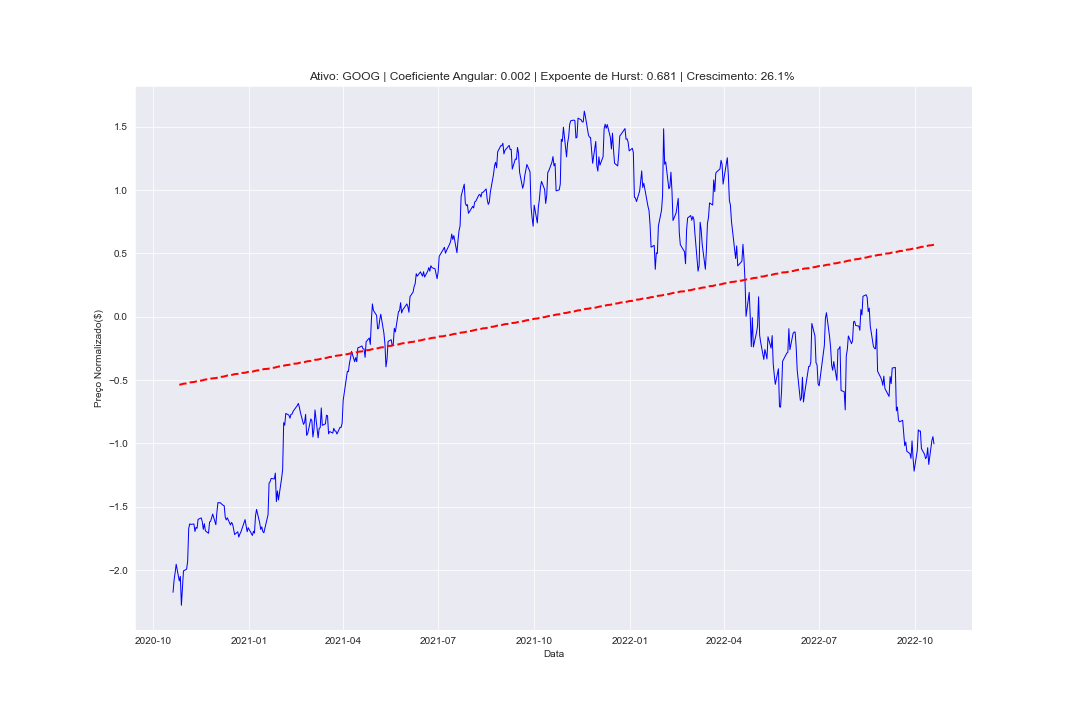 Ativo: GOOG | Coeficiente Angular: 0.002 | Expoente de Hurst: 0.681 | Crescimento: 26.1%
1.5
1.0
0.5
0.0
−0.5
−1.0
−1.5
−2.0
Preço Normalizado($)
2020-10 2021-01 2021-04 2021-07 2021-10 2022-01 2022-04 2022-07 2022-10
Data